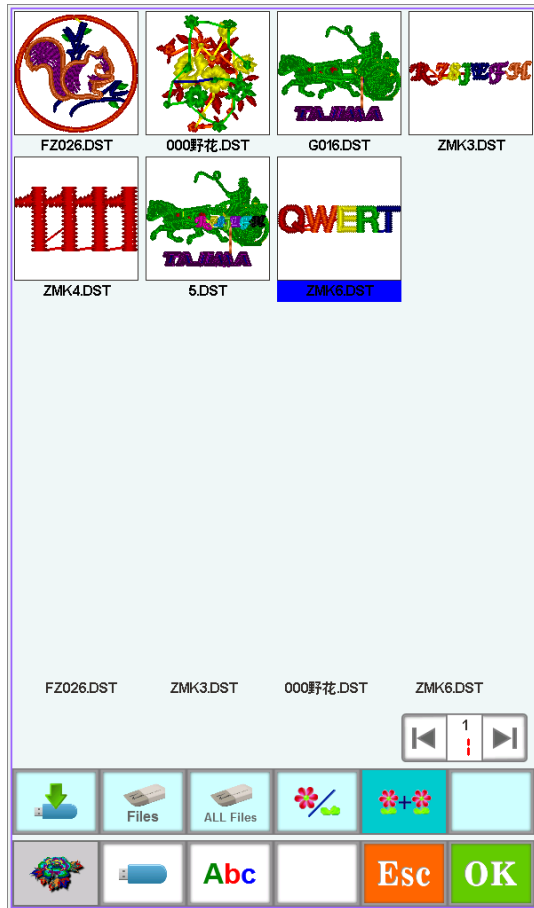 TAJIMA
RZSJEFH
FZ026.DST 000野花.DST G016.DST ZMK3.DST
TAJIMA
QWERT
ZMK4.DST 5.DST ZMK6.DST
FZ026.DST ZMK3.DST 000野花.DST ZMK6.DST
1
Files ALL Files
Abc Esc OK